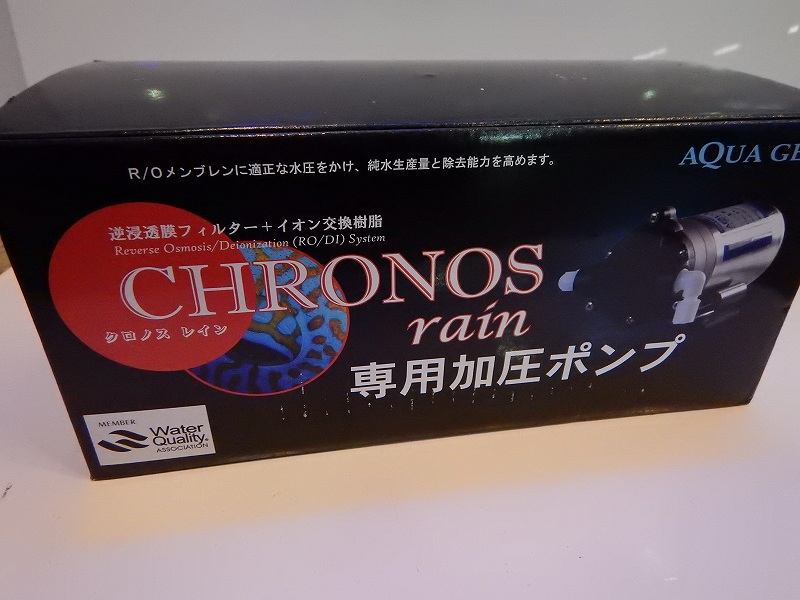 R/Oメンブレンに適正な水圧をかけ、純水生産量と除去能力を高めます。
AQUA GE
逆浸透膜フィルター＋イオン交換樹脂
Reverse Osmosis/Deionization (RO/DI) System
CHRONOS
rain
クロノス レイン
専用加圧ポンプ
MEMBER
Water
Quality
ASSOCIATION